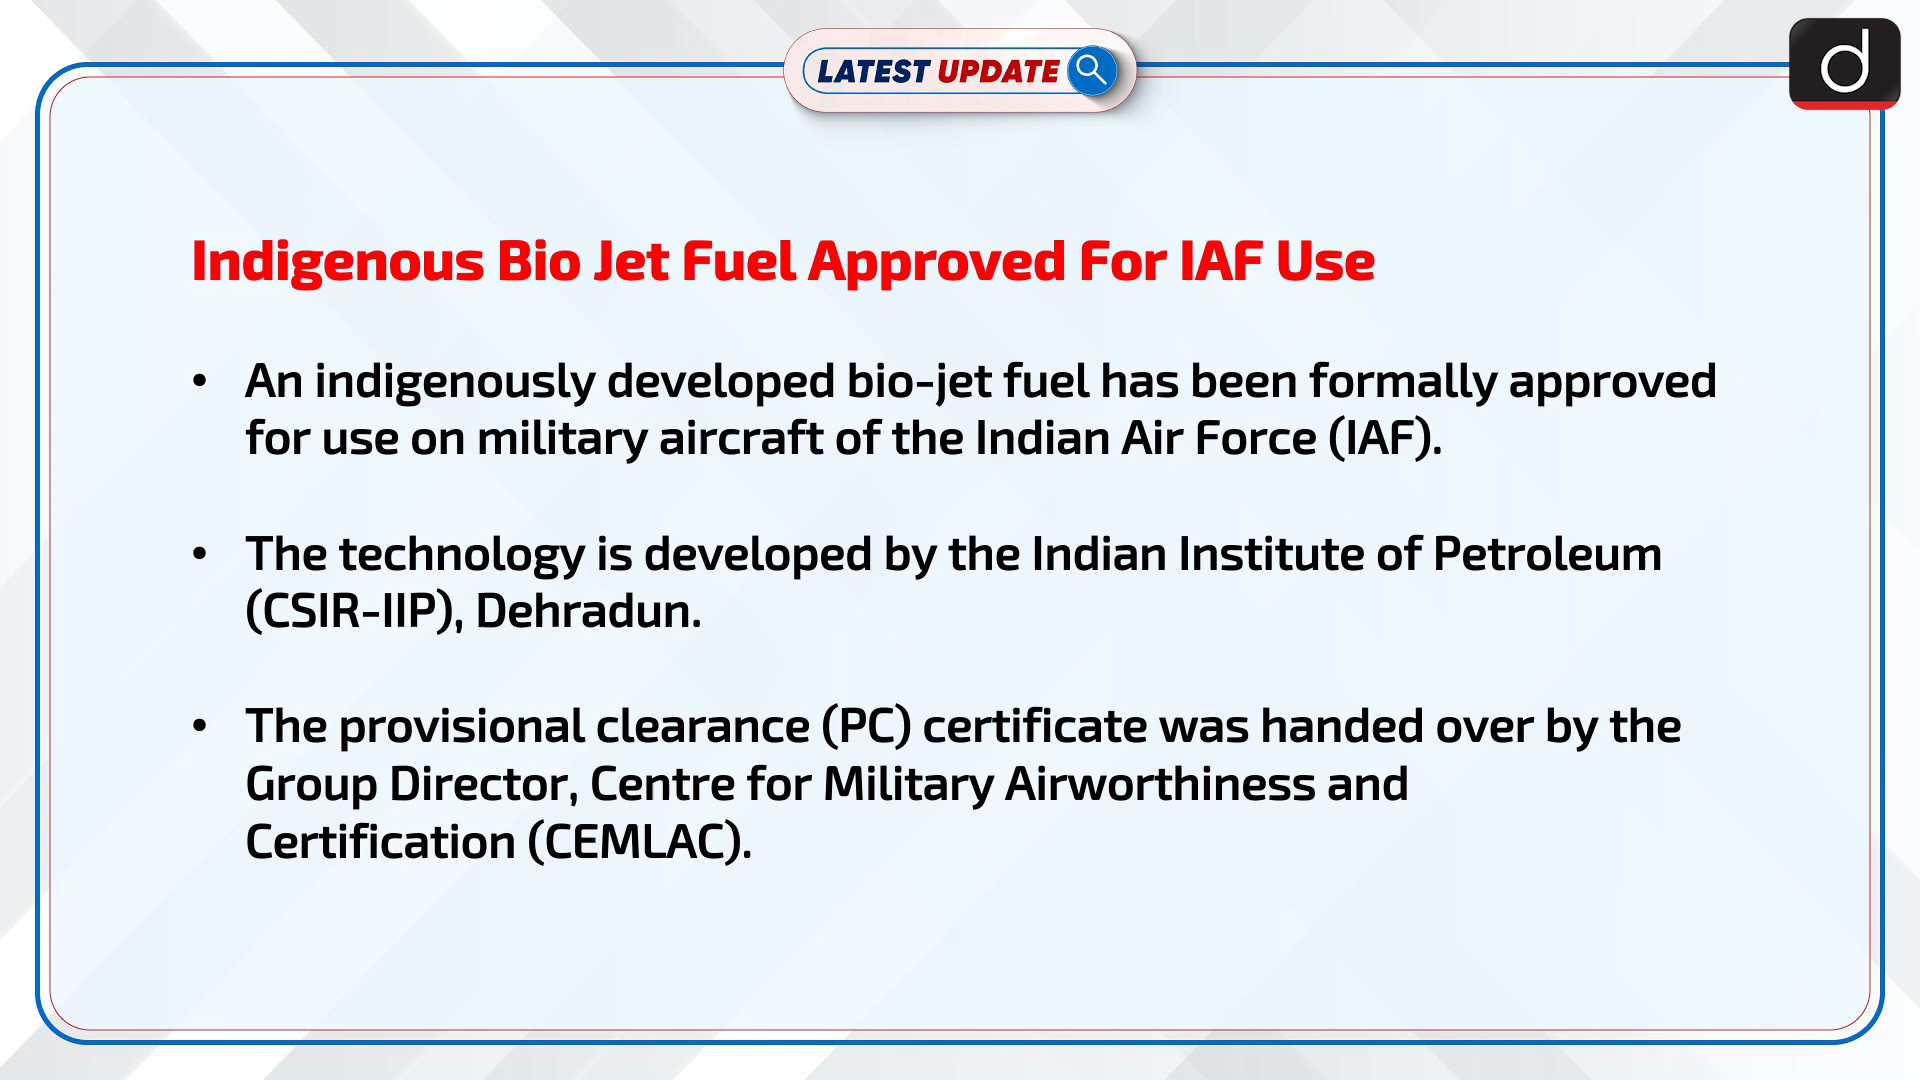 LATEST UPDATE
d
Indigenous Bio Jet Fuel Approved For IAF Use
• An indigenously developed bio-jet fuel has been formally approved
for use on military aircraft of the Indian Air Force (IAF).
• The technology is developed by the Indian Institute of Petroleum
(CSIR-IIP), Dehradun.
• The provisional clearance (PC) certificate was handed over by the
Group Director, Centre for Military Airworthiness and
Certification (CEMLAC).